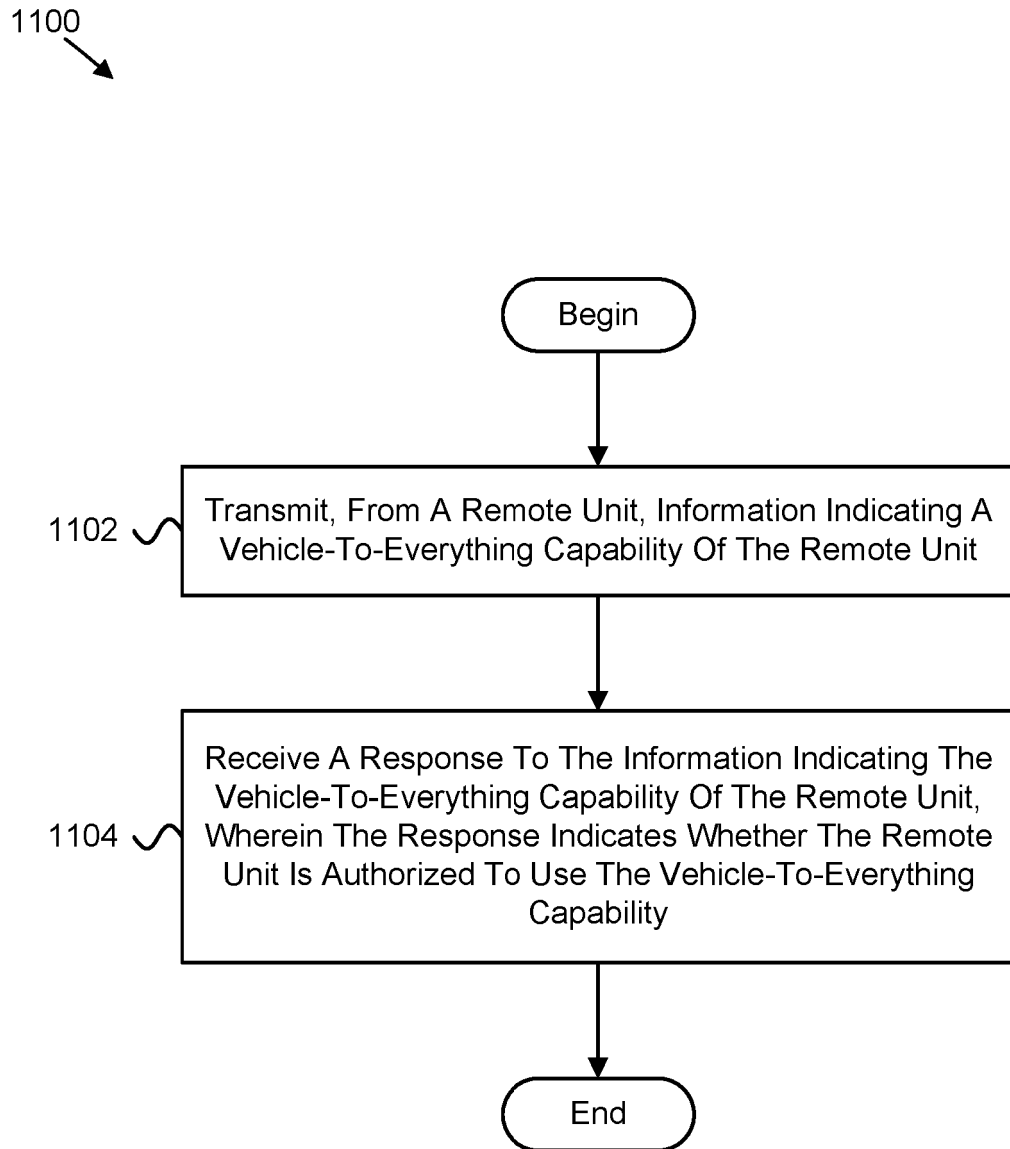 1100
Begin
1102
Transmit, From A Remote Unit, Information Indicating A
Vehicle-To-Everything Capability Of The Remote Unit
1104
Receive A Response To The Information Indicating The
Vehicle-To-Everything Capability Of The Remote Unit,
Wherein The Response Indicates Whether The Remote
Unit Is Authorized To Use The Vehicle-To-Everything
Capability
End